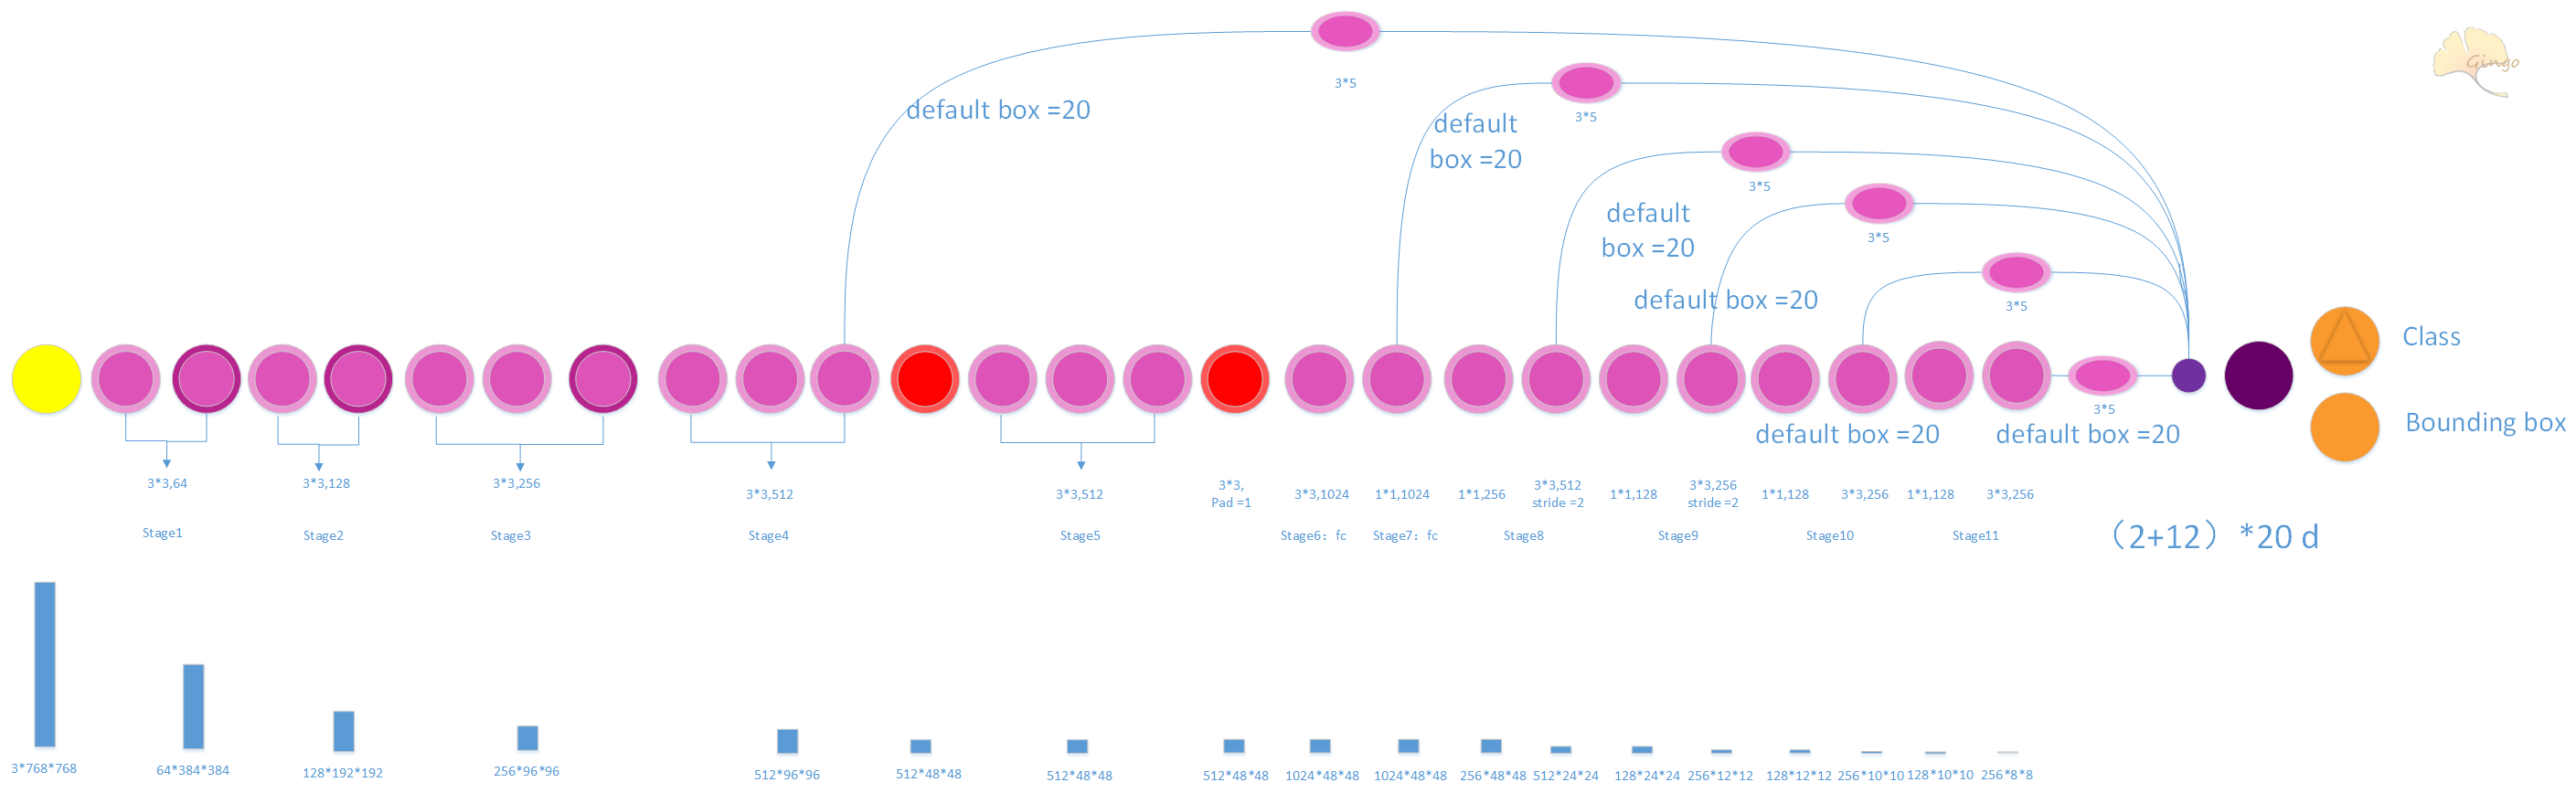 Gingo
3*5
default box =20
3*5
default
box =20
3*5
default
box =20
3*5
default box =20
3*5
Class
3*5
Bounding box
default box =20
default box =20
3*3,64
3*3,128
3*3,256
3*3,512
3*3,512
3*3,
Pad =1
3*3,1024
1*1,1024
1*1,256
3*3,512
stride =2
1*1,128
3*3,256
stride =2
1*1,128
3*3,256
1*1,128
3*3,256
Stage1
Stage2
Stage3
Stage4
Stage5
Stage6：fc
Stage7：fc
Stage8
Stage9
Stage10
Stage11
（2+12）*20 d
3*768*768
64*384*384
128*192*192
256*96*96
512*96*96
512*48*48
512*48*48
512*48*48
1024*48*48
1024*48*48
256*48*48
512*24*24
128*24*24
256*12*12
128*12*12
256*10*10
128*10*10
256*8*8